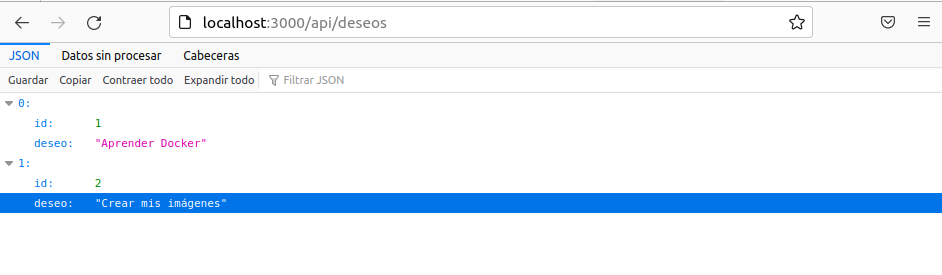 localhost:3000/api/deseos
JSON Datos sin procesar Cabeceras
Guardar Copiar Contraer todo Expandir todo Filtrar JSON
0:
id: 1
deseo: "Aprender Docker"
1:
id: 2
deseo: "Crear mis imágenes"